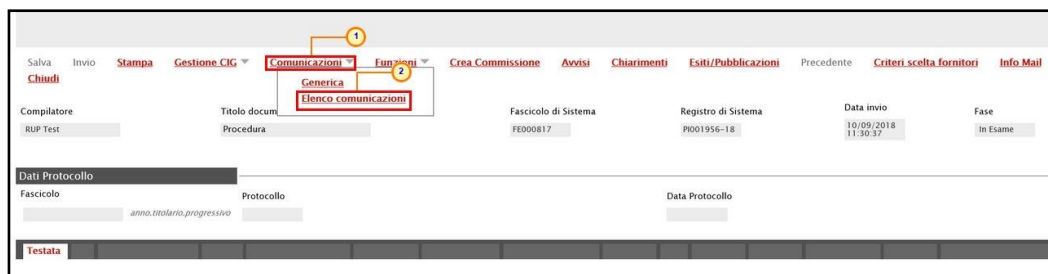 1
Salva Invio Stampa Gestione CIG Comunicazioni Funzioni Crea Commissione Avvisi Chiarimenti Esiti/Pubblicazioni Precedente Criteri scelta fornitori Info Mail
2
Chiudi
Generica
Elenco comunicazioni
Compilatore Titolo docum Fascicolo di Sistema Registro di Sistema Data invio Fase
RUP Test Procedura FE000817 PI001956-18 10/09/2018 In Esame
11:30:37
Dati Protocollo
Fascicolo Protocollo Data Protocollo
anno.titolario.progressivo
Testata